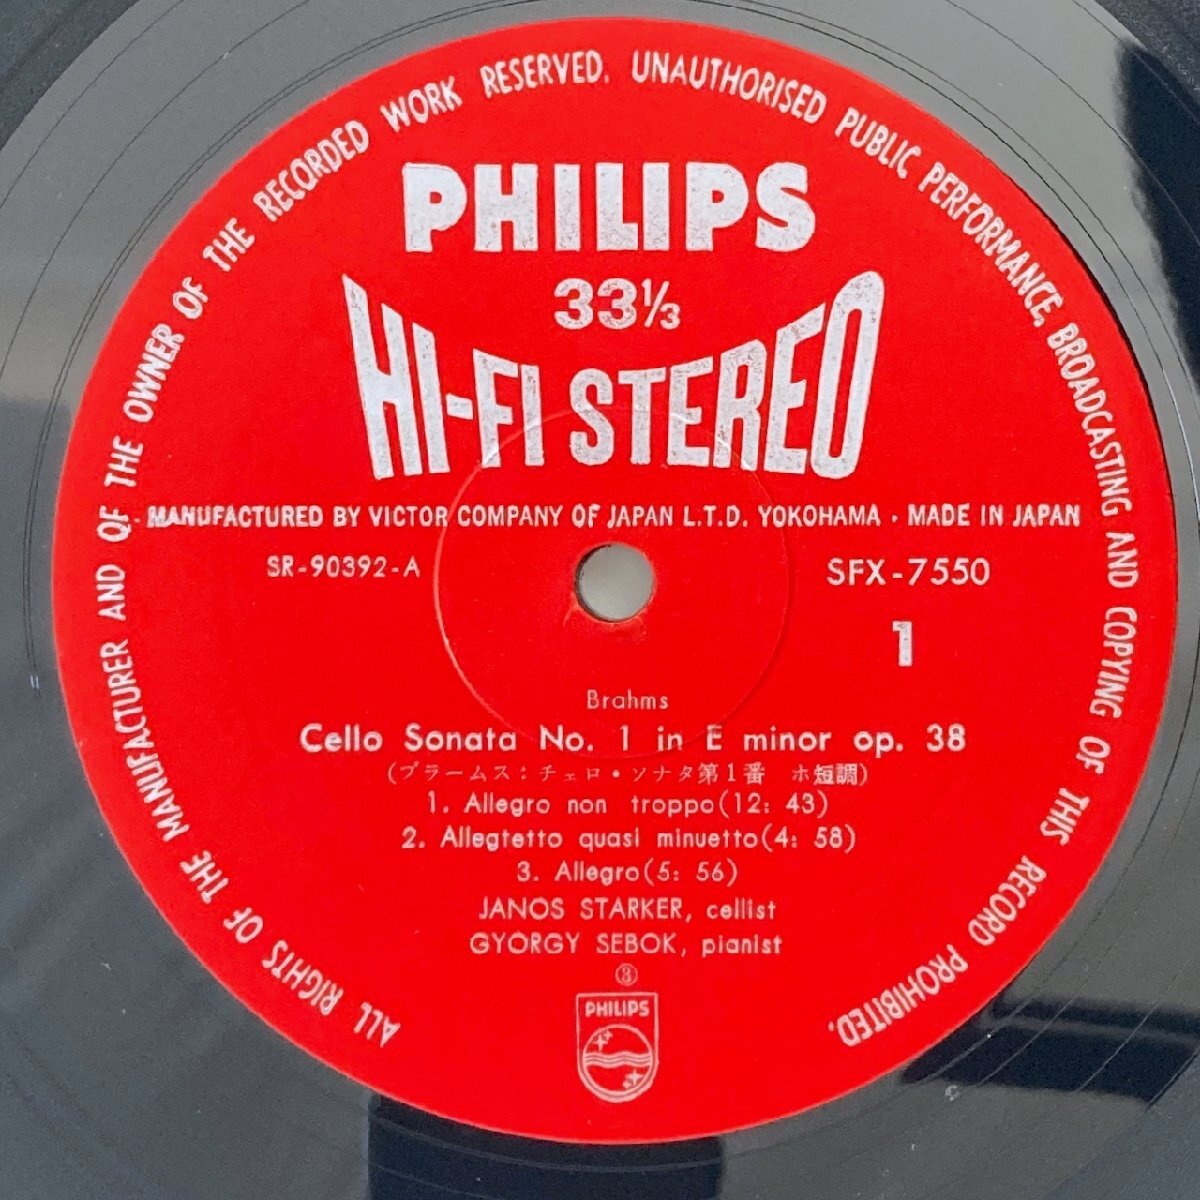 ALL RIGHTS OF THE MANUFACTURER AND OF THE OWNER OF THE RECORDED WORK RESERVED. UNAUTHORISED PUBLIC PERFORMANCE, BROADCASTING AND COPYING OF THIS RECORD PROHIBITED.
PHILIPS
33⅓
HI-FI STEREO
MANUFACTURED BY VICTOR COMPANY OF JAPAN L.T.D. YOKOHAMA · MADE IN JAPAN
SR-90392-A
SFX-7550
1
Brahms
Cello Sonata No. 1 in E minor op. 38
(ブラームス：チェロ・ソナタ第1番 ホ短調)
1. Allegro non troppo(12: 43)
2. Allegtetto quasi minuetto(4: 58)
3. Allegro(5: 56)
JANOS STARKER, cellist
GYORGY SEBOK, pianist
PHILIPS